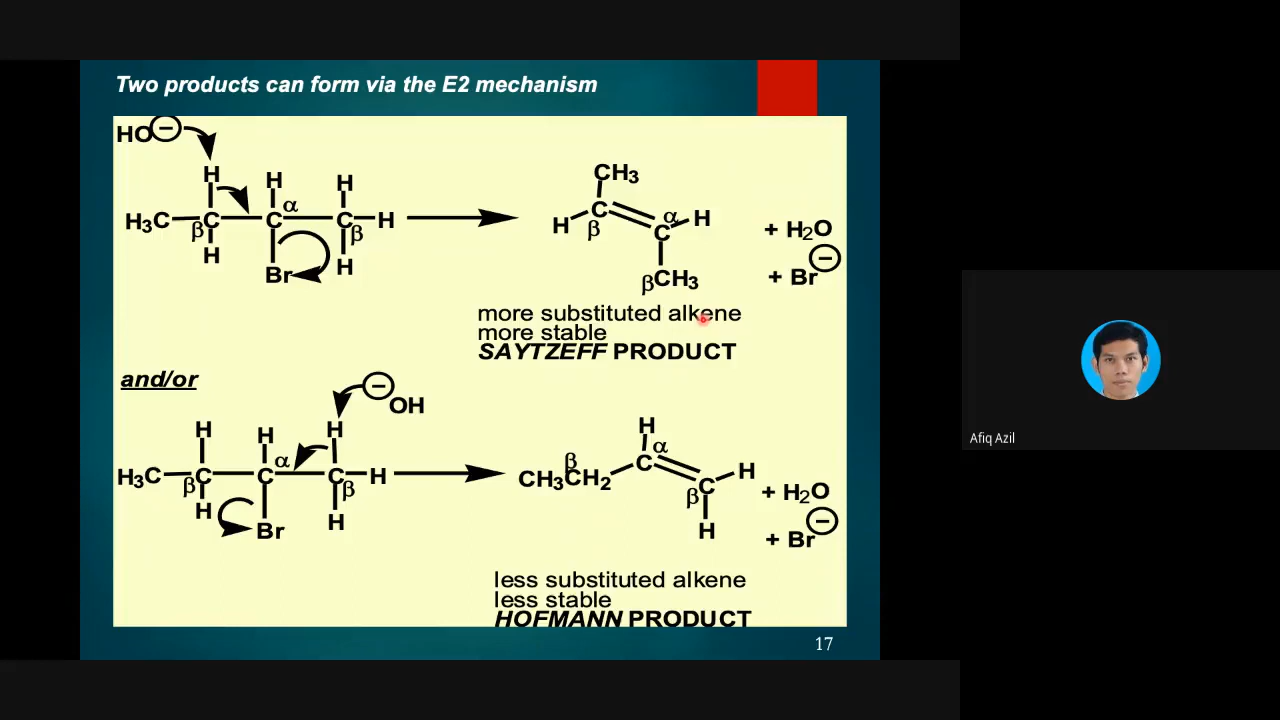 Two products can form via the E2 mechanism
HO −
H H H
H₃C C C α C H
β β
H Br H
CH₃
H C α H
β C
βCH₃
+ H₂O
−
+ Br
more substituted alkene
more stable
SAYTZEFF PRODUCT
and/or
− OH
H H H
H₃C C C α C H
β β
H Br H
H
β C α H
CH₃CH₂ β C
H
+ H₂O
−
+ Br
less substituted alkene
less stable
HOFMANN PRODUCT
17
Afiq Azil